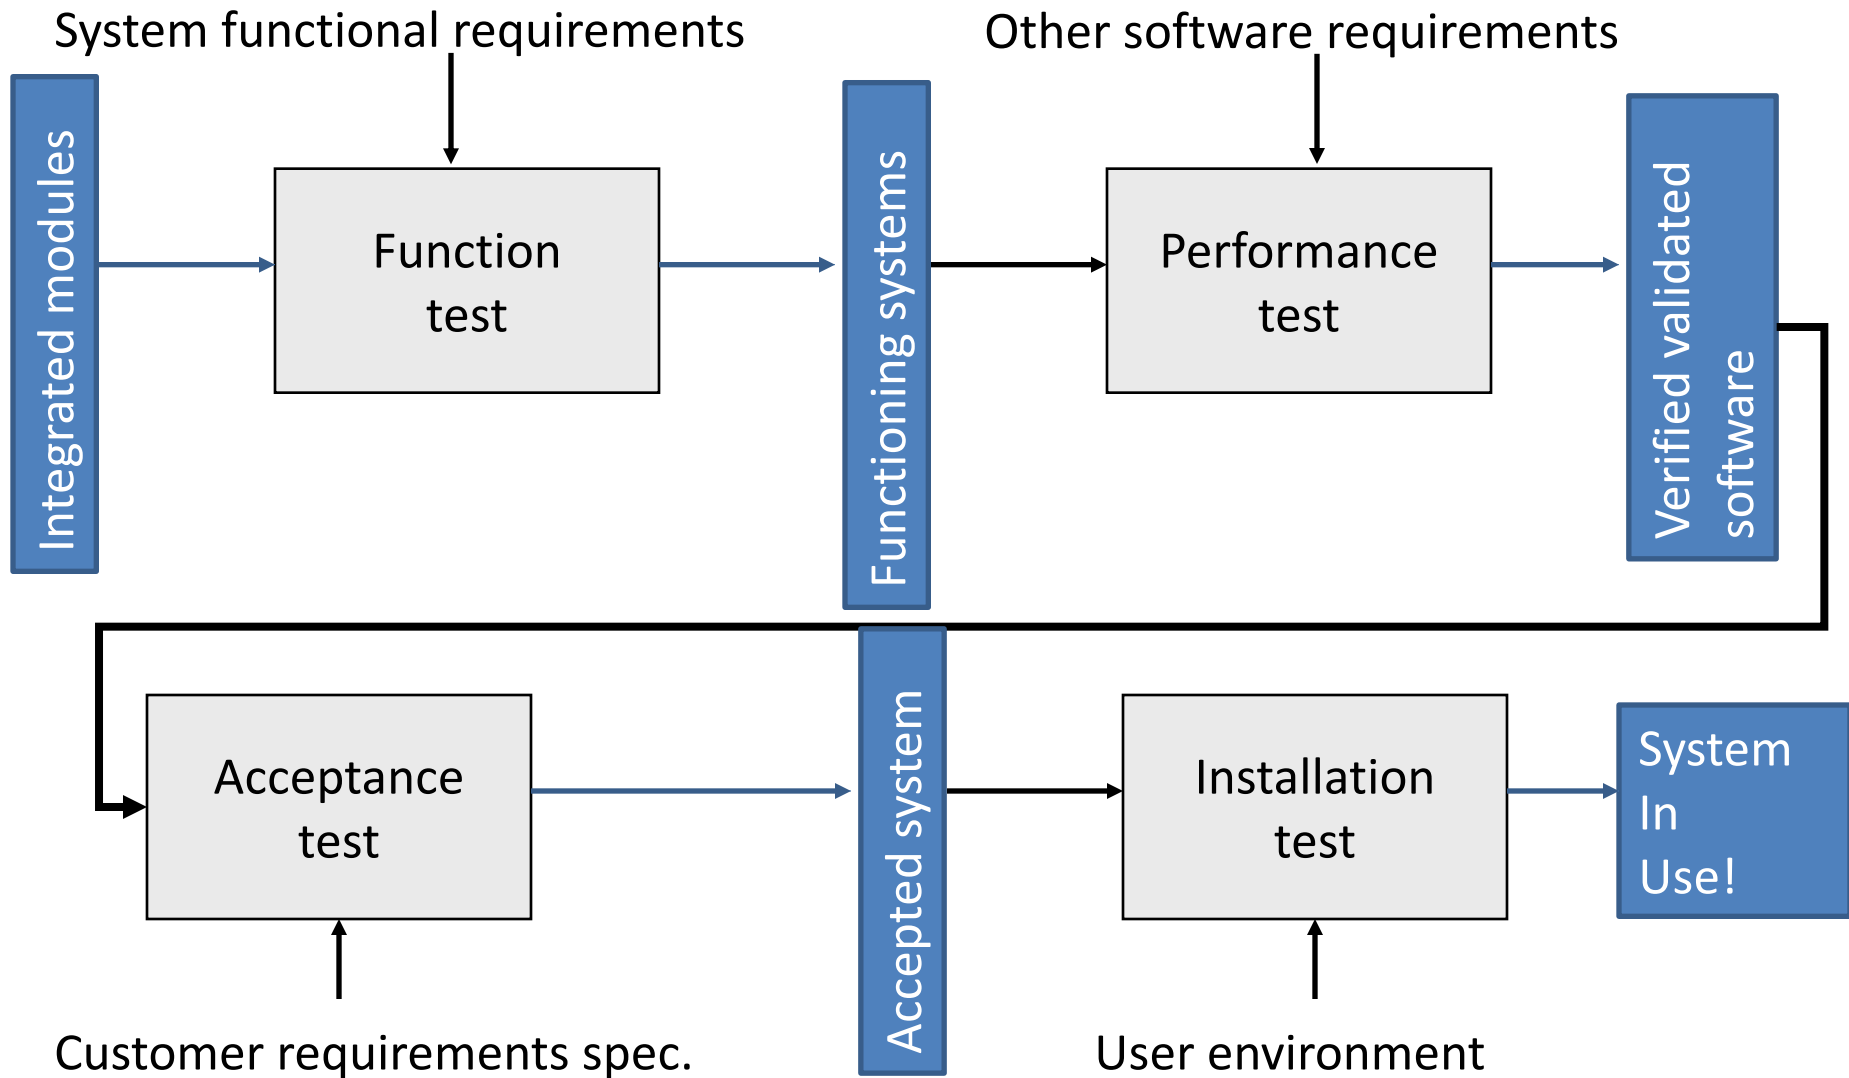 System functional requirements
Other software requirements
Integrated modules
Function
test
Functioning systems
Performance
test
Verified validated
software
Acceptance
test
Accepted system
Installation
test
System
In
Use!
Customer requirements spec.
User environment